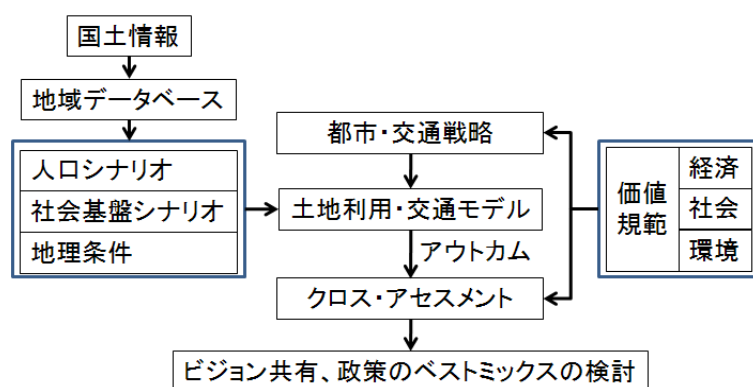 国土情報
地域データベース
人口シナリオ
社会基盤シナリオ
地理条件
都市・交通戦略
土地利用・交通モデル
アウトカム
クロス・アセスメント
ビジョン共有、政策のベストミックスの検討
価値
規範
経済
社会
環境